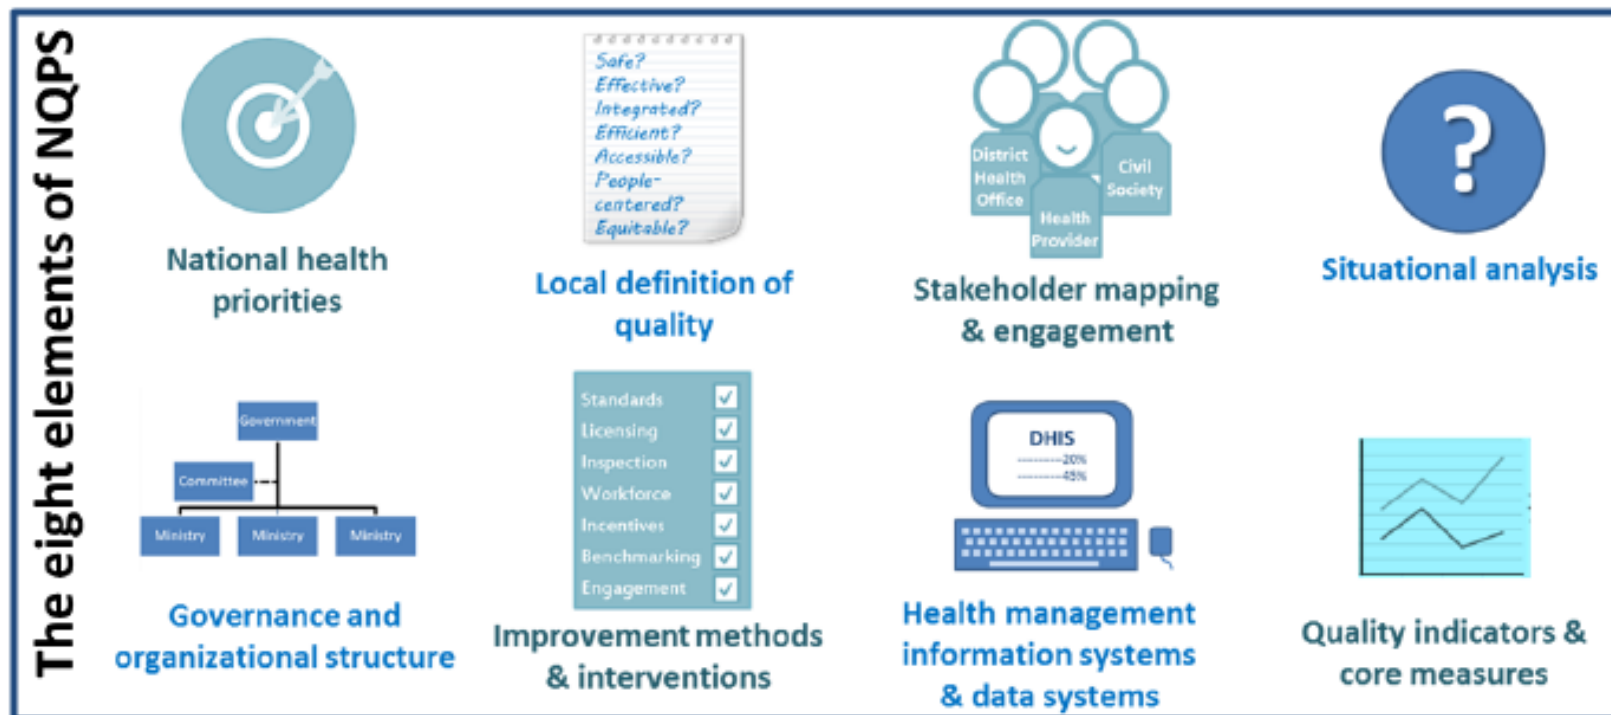 The eight elements of NQPS
National health
priorities
Safe?
Effective?
Integrated?
Efficient?
Accessible?
People-
centered?
Equitable?
Local definition of
quality
District
Health
Office
Civil
Society
Health
Provider
Stakeholder mapping
& engagement
?
Situational analysis
Government
Committee
Ministry
Ministry
Ministry
Governance and
organizational structure
Standards
Licensing
Inspection
Workforce
Incentives
Benchmarking
Engagement
Improvement methods
& interventions
DHIS
-----------20%
-----------45%
Health management
information systems
& data systems
Quality indicators &
core measures